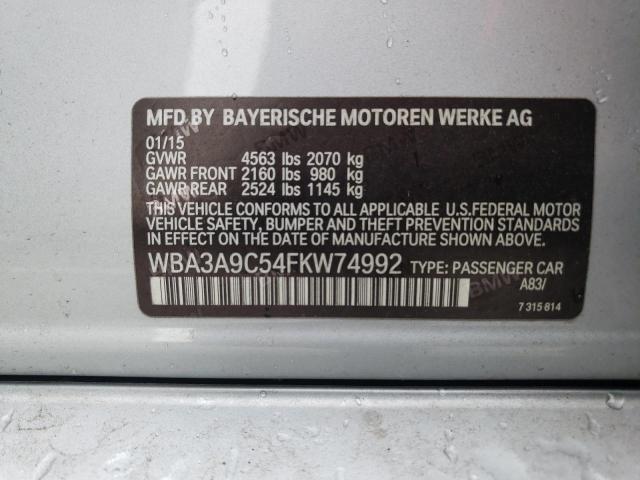 MFD BY BAYERISCHE MOTOREN WERKE AG
01/15
GVWR 4563 lbs 2070 kg
GAWR FRONT 2160 lbs 980 kg
GAWR REAR 2524 lbs 1145 kg
THIS VEHICLE CONFORMS TO ALL APPLICABLE U.S.FEDERAL MOTOR
VEHICLE SAFETY, BUMPER AND THEFT PREVENTION STANDARDS IN
EFFECT ON THE DATE OF MANUFACTURE SHOWN ABOVE.
WBA3A9C54FKW74992 TYPE: PASSENGER CAR
A83/
7 315 814